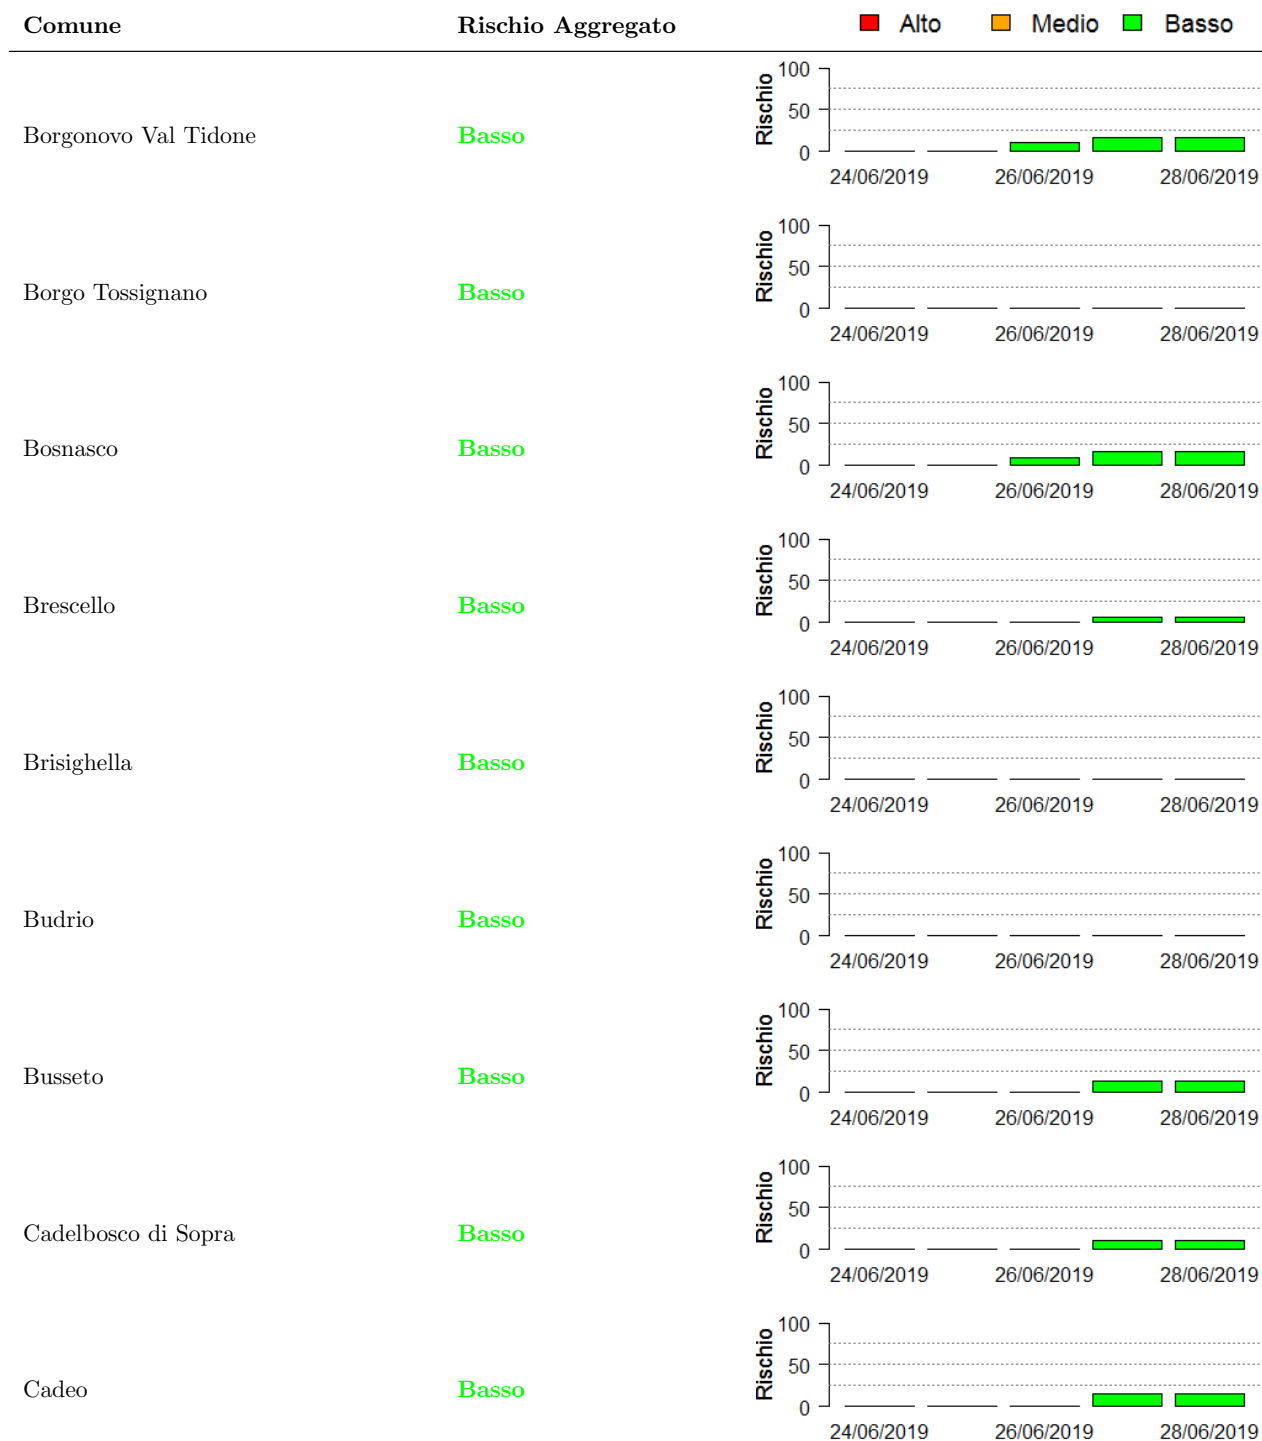 Comune Rischio Aggregato Alto Medio Basso
Borgonovo Val Tidone Basso
Rischio
100
50
0
24/06/2019 26/06/2019 28/06/2019
Borgo Tossignano Basso
Rischio
100
50
0
24/06/2019 26/06/2019 28/06/2019
Bosnasco Basso
Rischio
100
50
0
24/06/2019 26/06/2019 28/06/2019
Brescello Basso
Rischio
100
50
0
24/06/2019 26/06/2019 28/06/2019
Brisighella Basso
Rischio
100
50
0
24/06/2019 26/06/2019 28/06/2019
Budrio Basso
Rischio
100
50
0
24/06/2019 26/06/2019 28/06/2019
Busseto Basso
Rischio
100
50
0
24/06/2019 26/06/2019 28/06/2019
Cadelbosco di Sopra Basso
Rischio
100
50
0
24/06/2019 26/06/2019 28/06/2019
Cadeo Basso
Rischio
100
50
0
24/06/2019 26/06/2019 28/06/2019